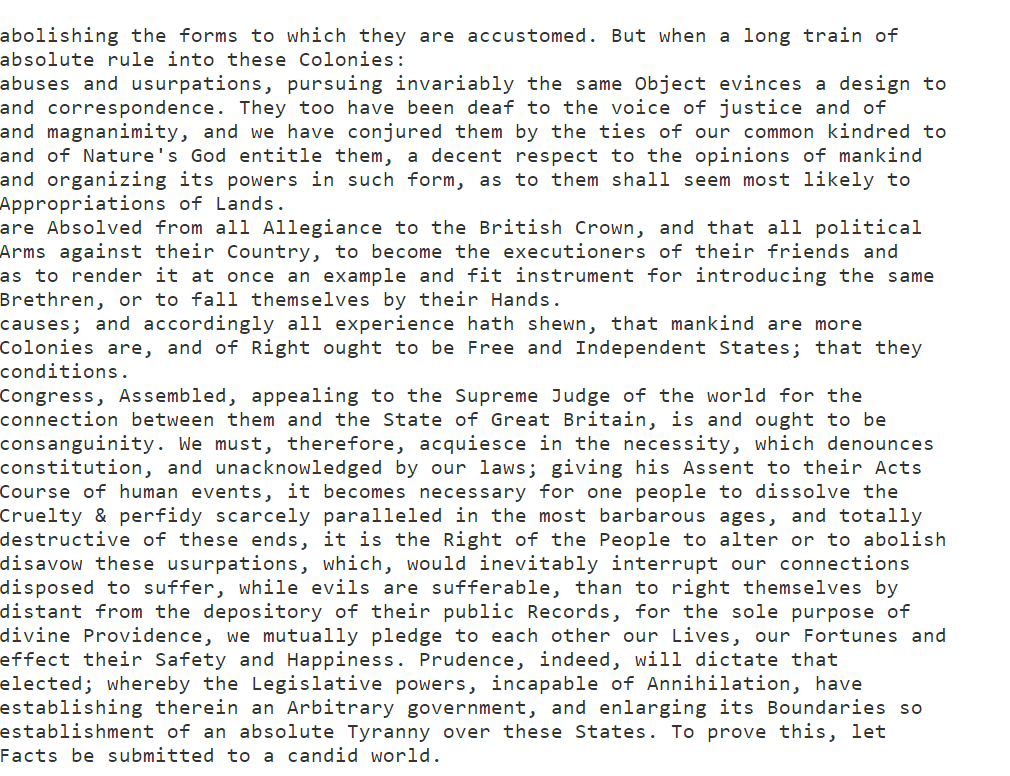 abolishing the forms to which they are accustomed. But when a long train of
absolute rule into these Colonies:
abuses and usurpations, pursuing invariably the same Object evinces a design to
and correspondence. They too have been deaf to the voice of justice and of
and magnanimity, and we have conjured them by the ties of our common kindred to
and of Nature's God entitle them, a decent respect to the opinions of mankind
and organizing its powers in such form, as to them shall seem most likely to
Appropriations of Lands.
are Absolved from all Allegiance to the British Crown, and that all political
Arms against their Country, to become the executioners of their friends and
as to render it at once an example and fit instrument for introducing the same
Brethren, or to fall themselves by their Hands.
causes; and accordingly all experience hath shewn, that mankind are more
Colonies are, and of Right ought to be Free and Independent States; that they
conditions.
Congress, Assembled, appealing to the Supreme Judge of the world for the
connection between them and the State of Great Britain, is and ought to be
consanguinity. We must, therefore, acquiesce in the necessity, which denounces
constitution, and unacknowledged by our laws; giving his Assent to their Acts
Course of human events, it becomes necessary for one people to dissolve the
Cruelty & perfidy scarcely paralleled in the most barbarous ages, and totally
destructive of these ends, it is the Right of the People to alter or to abolish
disavow these usurpations, which, would inevitably interrupt our connections
disposed to suffer, while evils are sufferable, than to right themselves by
distant from the depository of their public Records, for the sole purpose of
divine Providence, we mutually pledge to each other our Lives, our Fortunes and
effect their Safety and Happiness. Prudence, indeed, will dictate that
elected; whereby the Legislative powers, incapable of Annihilation, have
establishing therein an Arbitrary government, and enlarging its Boundaries so
establishment of an absolute Tyranny over these States. To prove this, let
Facts be submitted to a candid world.